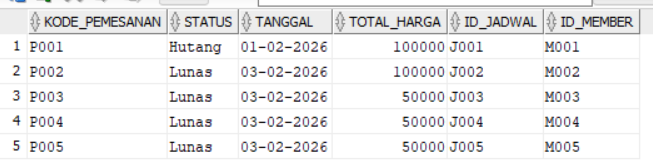 KODE_PEMESANAN STATUS TANGGAL TOTAL_HARGA ID_JADWAL ID_MEMBER
1 P001 Hutang 01-02-2026 100000 J001 M001
2 P002 Lunas 03-02-2026 100000 J002 M002
3 P003 Lunas 03-02-2026 50000 J003 M003
4 P004 Lunas 03-02-2026 50000 J004 M004
5 P005 Lunas 03-02-2026 50000 J005 M005